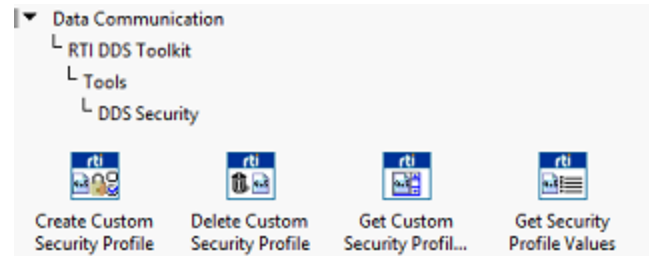 Data Communication
RTI DDS Toolkit
Tools
DDS Security
rti rti rti rti
Create Custom Delete Custom Get Custom Get Security
Security Profile Security Profile Security Profil... Profile Values